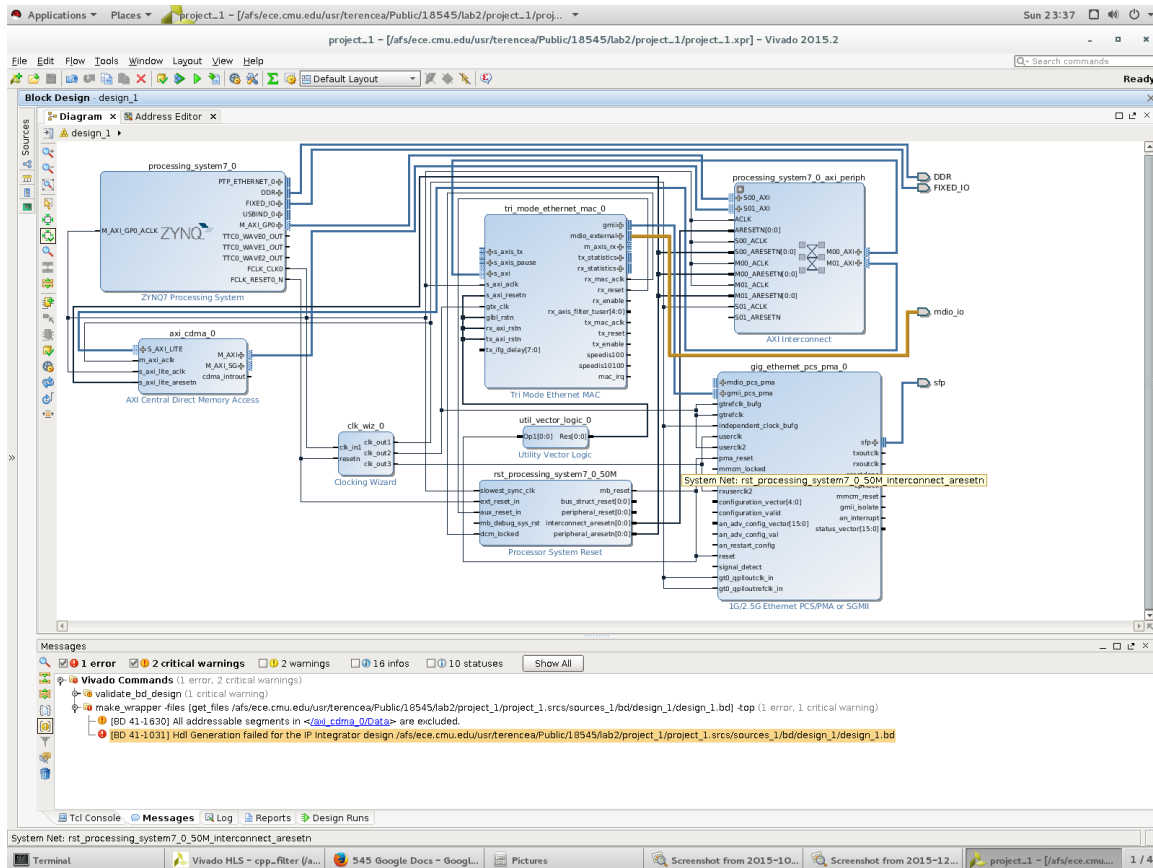 Applications Places project_1 – [/afs/ece.cmu.edu/usr/terencea/Public/18545/lab2/project_1/proj... Sun 23:37
project_1 – [/afs/ece.cmu.edu/usr/terencea/Public/18545/lab2/project_1/project_1.xpr] – Vivado 2015.2
File Edit Flow Tools Window Layout View Help
Search commands
Default Layout
Ready
Block Design - design_1
Sources
Diagram
Address Editor
design_1
processing_system7_0
PTP_ETHERNET_0
DDR
FIXED_IO
USBIND_0
M_AXI_GP0
TTC0_WAVE0_OUT
TTC0_WAVE1_OUT
TTC0_WAVE2_OUT
FCLK_CLK0
FCLK_RESET0_N
M_AXI_GP0_ACLK
ZYNQ
ZYNQ7 Processing System
axi_cdma_0
S_AXI_LITE
m_axi_aclk
s_axi_lite_aclk
s_axi_lite_aresetn
M_AXI
M_AXI_SG
cdma_introut
AXI Central Direct Memory Access
clk_wiz_0
clk_in1
resetn
clk_out1
clk_out2
clk_out3
Clocking Wizard
tri_mode_ethernet_mac_0
s_axis_tx
s_axis_pause
s_axi
s_axi_aclk
s_axi_resetn
gtx_clk
glbl_rstn
rx_axi_rstn
tx_axi_rstn
tx_ifg_delay[7:0]
gmii
mdio_external
m_axis_rx
tx_statistics
rx_statistics
rx_mac_aclk
rx_reset
rx_enable
rx_axis_filter_tuser[4:0]
tx_mac_aclk
tx_reset
tx_enable
speedis100
speedis10100
mac_irq
Tri Mode Ethernet MAC
util_vector_logic_0
Op1[0:0] Res[0:0]
Utility Vector Logic
rst_processing_system7_0_50M
slowest_sync_clk
ext_reset_in
aux_reset_in
mb_debug_sys_rst
dcm_locked
mb_reset
bus_struct_reset[0:0]
peripheral_reset[0:0]
interconnect_aresetn[0:0]
peripheral_aresetn[0:0]
Processor System Reset
processing_system7_0_axi_periph
S00_AXI
S01_AXI
ACLK
ARESETN[0:0]
S00_ACLK
S00_ARESETN[0:0]
M00_ACLK
M00_ARESETN[0:0]
M01_ACLK
M01_ARESETN[0:0]
S01_ACLK
S01_ARESETN
M00_AXI
M01_AXI
AXI Interconnect
gig_ethernet_pcs_pma_0
mdio_pcs_pma
gmii_pcs_pma
gtrefclk_bufg
gtrefclk
independent_clock_bufg
userclk
userclk2
pma_reset
mmcm_locked
System Net: rst_processing_system7_0_50M_interconnect_aresetn
rxuserclk2
configuration_vector[4:0]
configuration_valid
an_adv_config_vector[15:0]
an_adv_config_val
an_restart_config
reset
signal_detect
gt0_qplloutclk_in
gt0_qplloutrefclk_in
sfp
txoutclk
rxoutclk
mmcm_reset
gmii_isolate
an_interrupt
status_vector[15:0]
1G/2.5G Ethernet PCS/PMA or SGMII
DDR
FIXED_IO
mdio_io
sfp
Messages
1 error 2 critical warnings 2 warnings 16 infos 10 statuses Show All
Vivado Commands (1 error, 2 critical warnings)
validate_bd_design (1 critical warning)
make_wrapper -files [get_files /afs/ece.cmu.edu/usr/terencea/Public/18545/lab2/project_1/project_1.srcs/sources_1/bd/design_1/design_1.bd] -top (1 error, 1 critical warning)
[BD 41-1630] All addressable segments in </axi_cdma_0/Data> are excluded.
[BD 41-1031] Hdl Generation failed for the IP Integrator design /afs/ece.cmu.edu/usr/terencea/Public/18545/lab2/project_1/project_1.srcs/sources_1/bd/design_1/design_1.bd
Tcl Console Messages Log Reports Design Runs
System Net: rst_processing_system7_0_50M_interconnect_aresetn
Terminal Vivado HLS – cpp_filter (/a... 545 Google Docs – Googl... Pictures Screenshot from 2015-10... Screenshot from 2015-12... project_1 – [/afs/ece.cmu.... 1 / 4